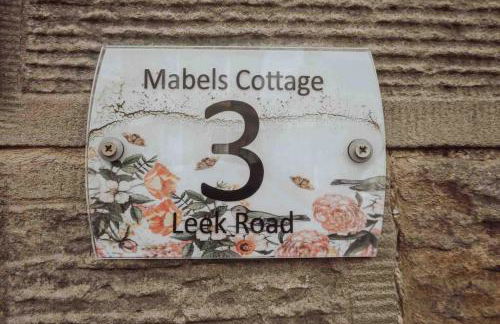 Mabels Cottage
3
Leek Road